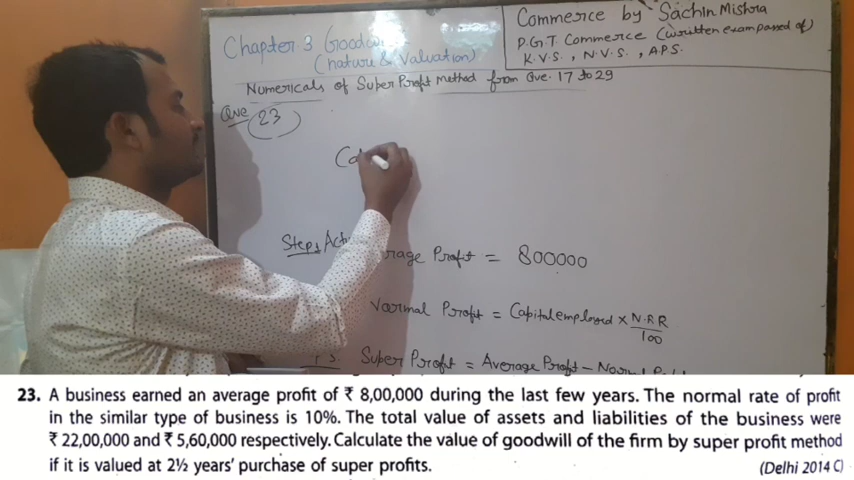 Commerce by Sachin Mishra
P.G.T Commerce (written exam passed of)
K.V.S., N.V.S., A.P.S.
Chapter 3 Goodw
(nature & Valuation)
Numericals of Super Profit Method from Que. 17 to 29
Que 23
Ca
Steps Act rage Profit = 800000
Normal Profit = Capital employed × N.R.R
100
Super Profit = Average Profit - Normal
23. A business earned an average profit of ₹ 8,00,000 during the last few years. The normal rate of profit
in the similar type of business is 10%. The total value of assets and liabilities of the business were
₹ 22,00,000 and ₹ 5,60,000 respectively. Calculate the value of goodwill of the firm by super profit method
if it is valued at 2½ years' purchase of super profits. (Delhi 2014 C)